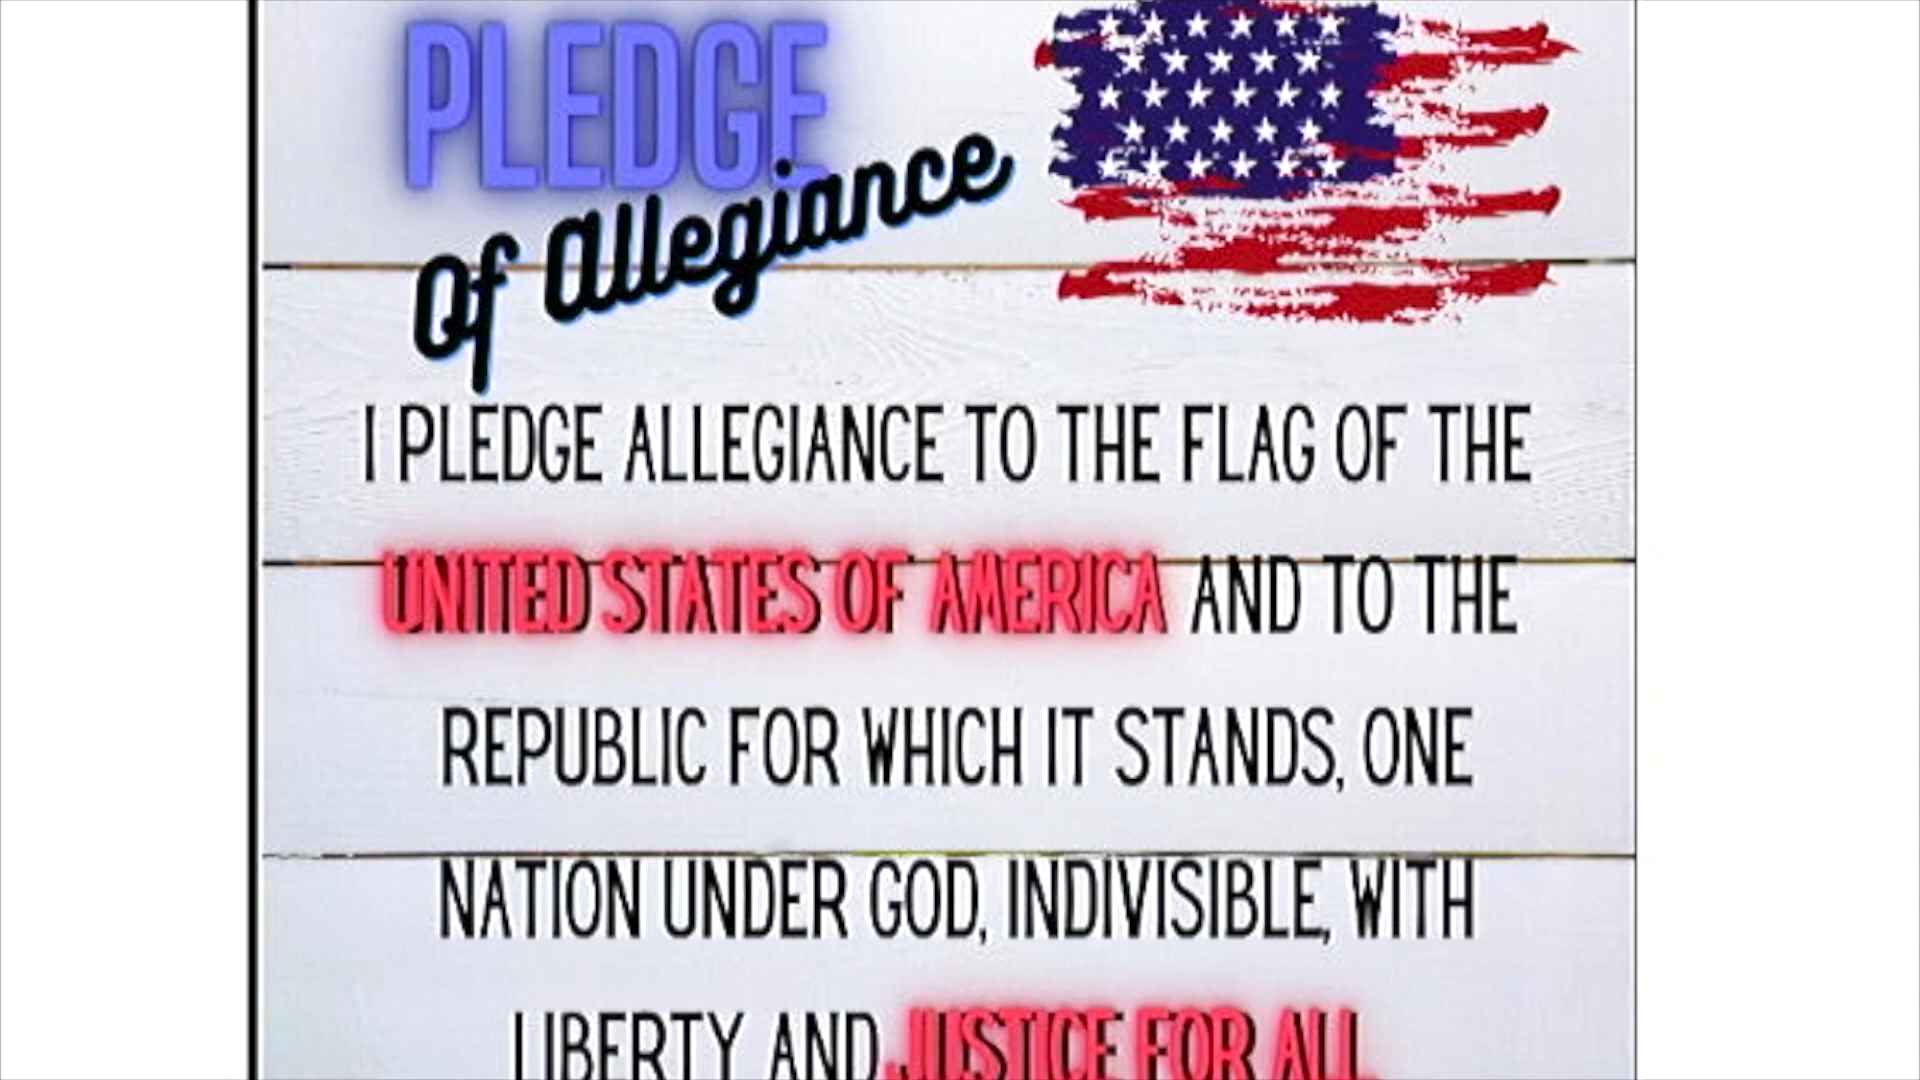 PLEDGE
Of Allegiance
I PLEDGE ALLEGIANCE TO THE FLAG OF THE
UNITED STATES OF AMERICA AND TO THE
REPUBLIC FOR WHICH IT STANDS, ONE
NATION UNDER GOD, INDIVISIBLE, WITH
LIBERTY AND JUSTICE FOR ALL